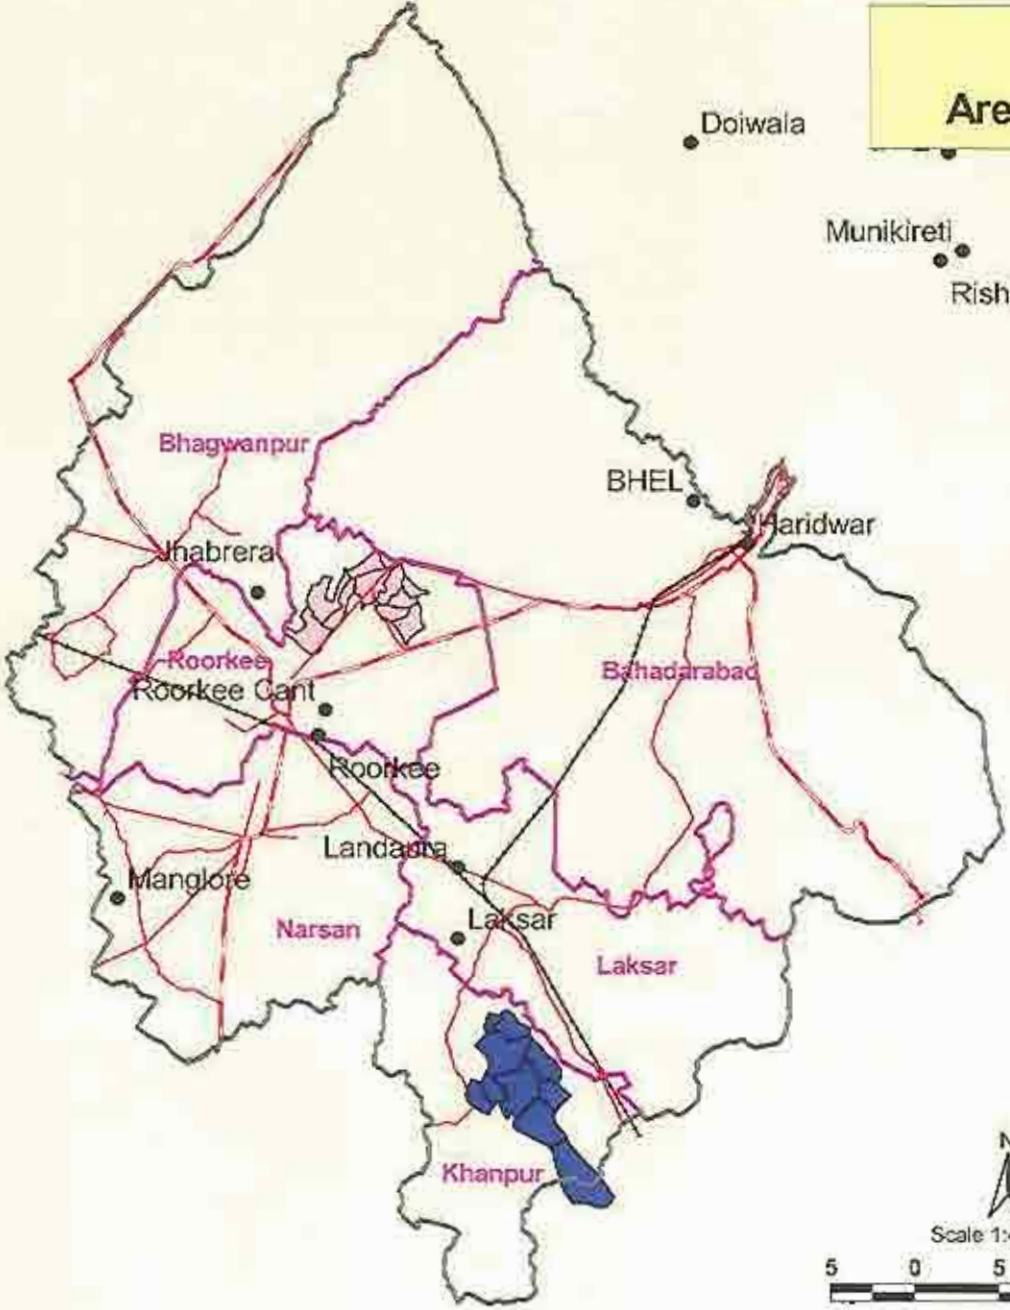 Are
Doiwala
Munikireti
Rish
Bhagwanpur
BHEL
Haridwar
Jhabrera
Roorkee
Bahadarabad
Roorkee Cant
Roorkee
Landaura
Manglore
Laksar
Narsan
Laksar
Khanpur
N
Scale 1:
5 0 5